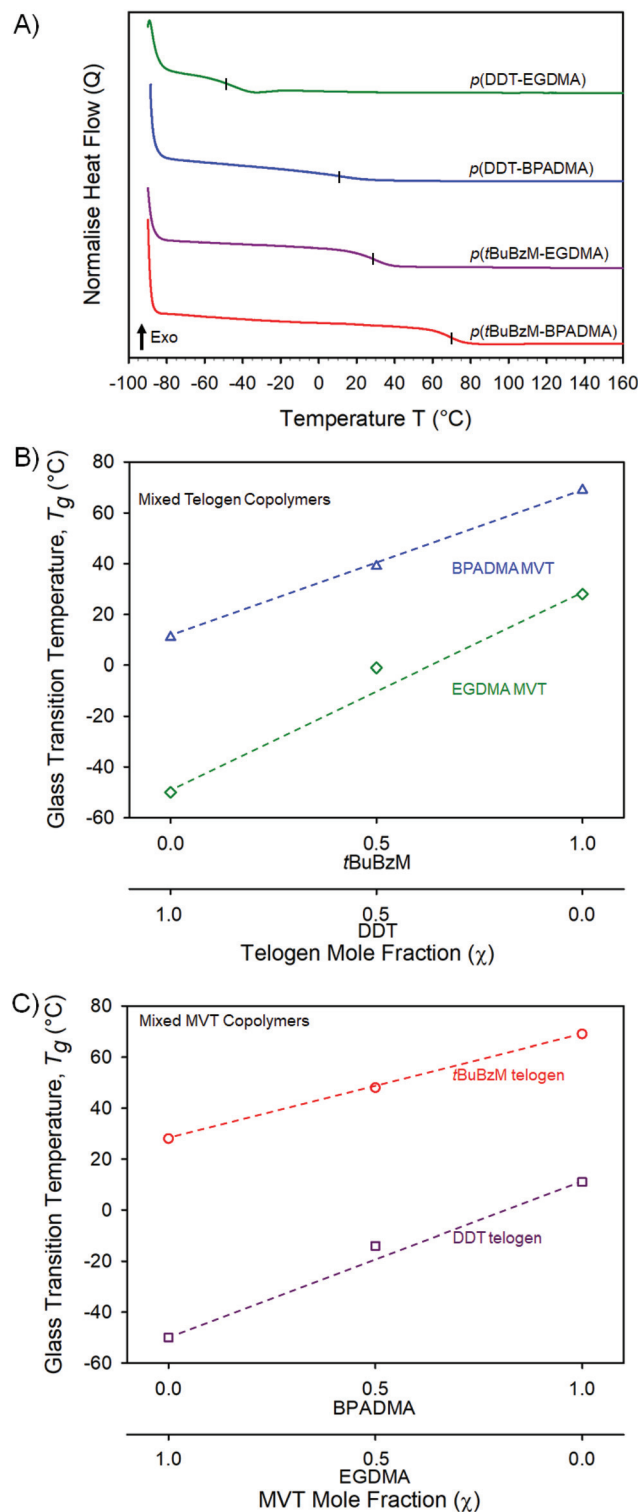 A)
Normalise Heat Flow (Q)
p(DDT-EGDMA)
p(DDT-BPADMA)
p(tBuBzM-EGDMA)
p(tBuBzM-BPADMA)
Exo
-100 -80 -60 -40 -20 0 20 40 60 80 100 120 140 160
Temperature T (°C)
B)
Glass Transition Temperature, Tg (°C)
80
Mixed Telogen Copolymers
60
40
BPADMA MVT
20
0
EGDMA MVT
-20
-40
-60
0.0 0.5 1.0
tBuBzM
1.0 0.5 0.0
DDT
Telogen Mole Fraction (χ)
C)
Glass Transition Temperature, Tg (°C)
80
Mixed MVT Copolymers
60
tBuBzM telogen
40
20
0
DDT telogen
-20
-40
-60
0.0 0.5 1.0
BPADMA
1.0 0.5 0.0
EGDMA
MVT Mole Fraction (χ)